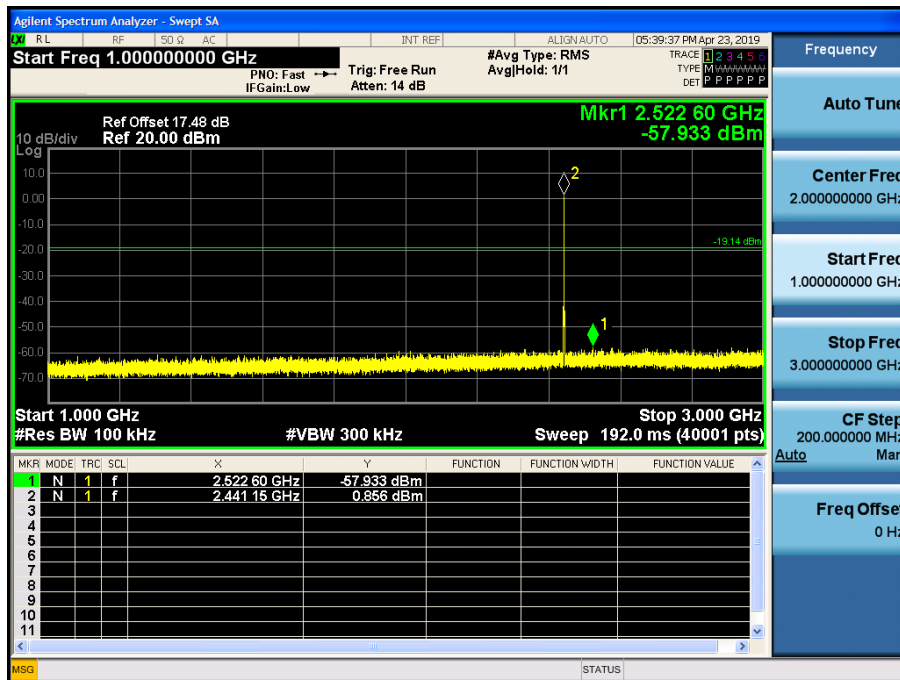 Agilent Spectrum Analyzer - Swept SA
LXI RL RF 50 Ω AC INT REF ALIGN AUTO 05:39:37 PM Apr 23, 2019
Start Freq 1.000000000 GHz
PNO: Fast
IFGain:Low
Trig: Free Run
Atten: 14 dB
#Avg Type: RMS
Avg|Hold: 1/1
TRACE 1 2 3 4 5 6
TYPE M
DET P P P P P P
Ref Offset 17.48 dB
Ref 20.00 dBm
10 dB/div
Log
Mkr1 2.522 60 GHz
-57.933 dBm
10.0
0.00
-10.0
-20.0
-30.0
-40.0
-50.0
-60.0
-70.0
2
-19.14 dBm
1
Start 1.000 GHz
Stop 3.000 GHz
#Res BW 100 kHz
#VBW 300 kHz
Sweep 192.0 ms (40001 pts)
MKR MODE TRC SCL X Y FUNCTION FUNCTION WIDTH FUNCTION VALUE
1 N 1 f 2.522 60 GHz -57.933 dBm
2 N 1 f 2.441 15 GHz 0.856 dBm
3
4
5
6
7
8
9
10
11
MSG
STATUS
Frequency
Auto Tune
Center Freq
2.000000000 GHz
Start Freq
1.000000000 GHz
Stop Freq
3.000000000 GHz
CF Step
200.000000 MHz
Auto Man
Freq Offset
0 Hz